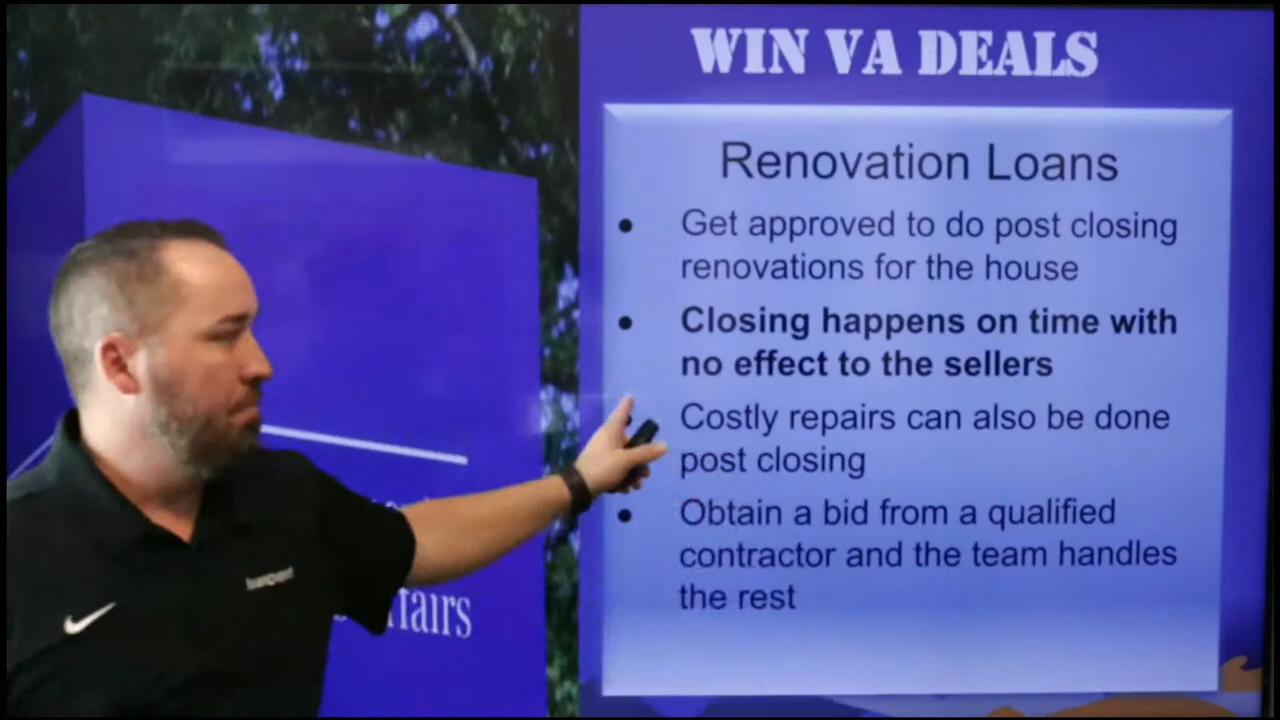 WIN VA DEALS
Renovation Loans
Get approved to do post closing
renovations for the house
Closing happens on time with
no effect to the sellers
Costly repairs can also be done
post closing
Obtain a bid from a qualified
contractor and the team handles
the rest